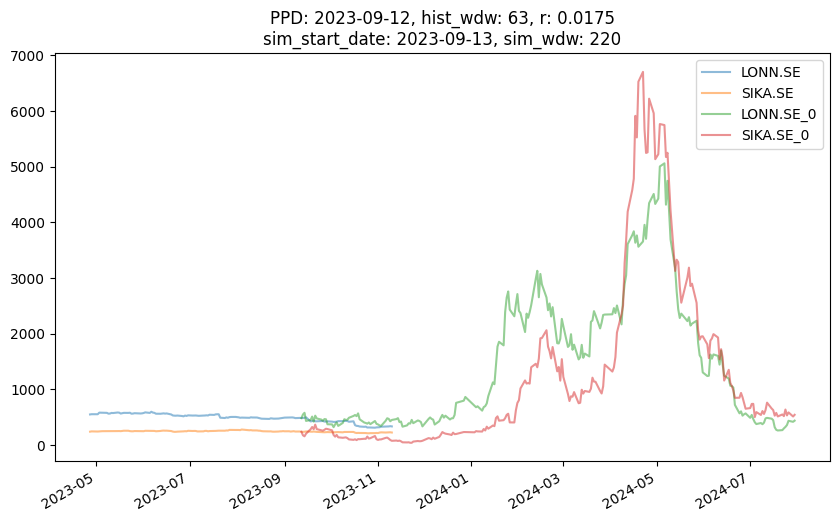 PPD: 2023-09-12, hist_wdw: 63, r: 0.0175
sim_start_date: 2023-09-13, sim_wdw: 220
7000
6000
5000
4000
3000
2000
1000
0
LONN.SE
SIKA.SE
LONN.SE_0
SIKA.SE_0
2023-05
2023-07
2023-09
2023-11
2024-01
2024-03
2024-05
2024-07